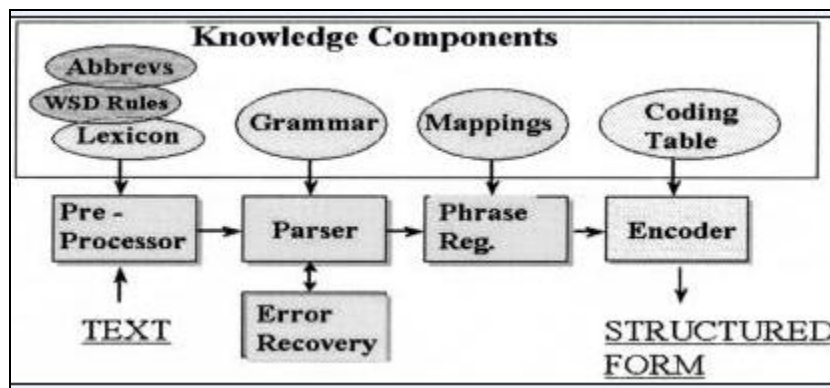 Knowledge Components
Abbrevs
WSD Rules
Lexicon
Grammar
Mappings
Coding
Table
Pre -
Processor
Parser
Phrase
Reg.
Encoder
TEXT
Error
Recovery
STRUCTURED
FORM